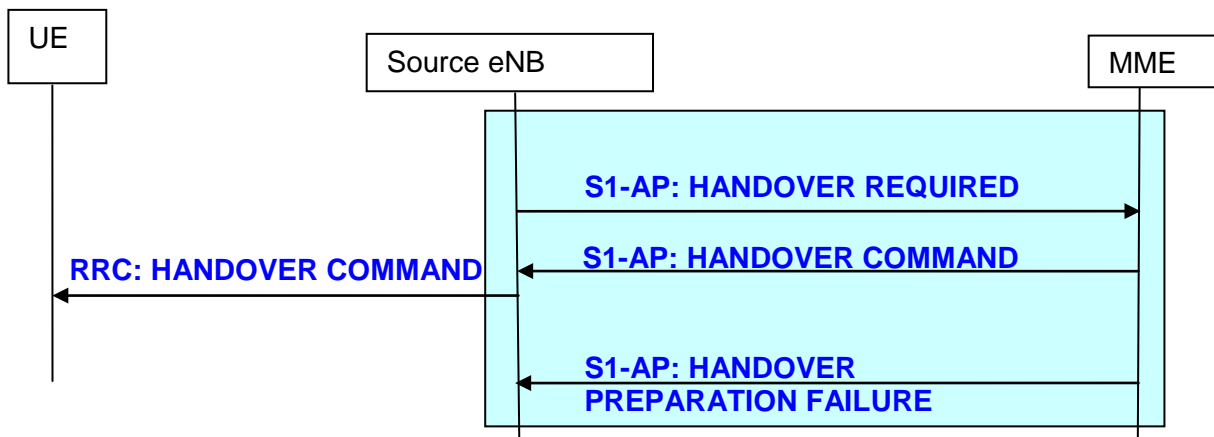 UE
Source eNB
MME
S1-AP: HANDOVER REQUIRED
S1-AP: HANDOVER COMMAND
RRC: HANDOVER COMMAND
S1-AP: HANDOVER
PREPARATION FAILURE